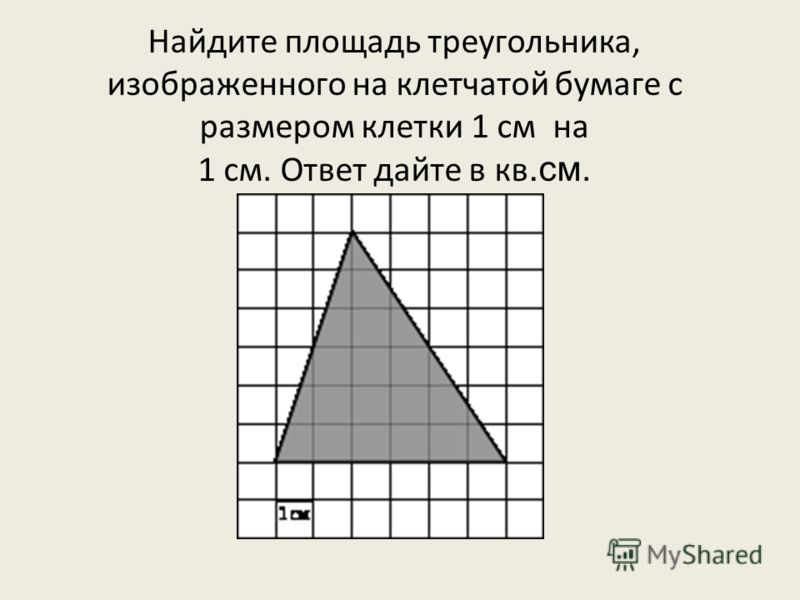 Найдите площадь треугольника,
изображенного на клетчатой бумаге с
размером клетки 1 см на
1 см. Ответ дайте в кв.см.
1см
MyShared